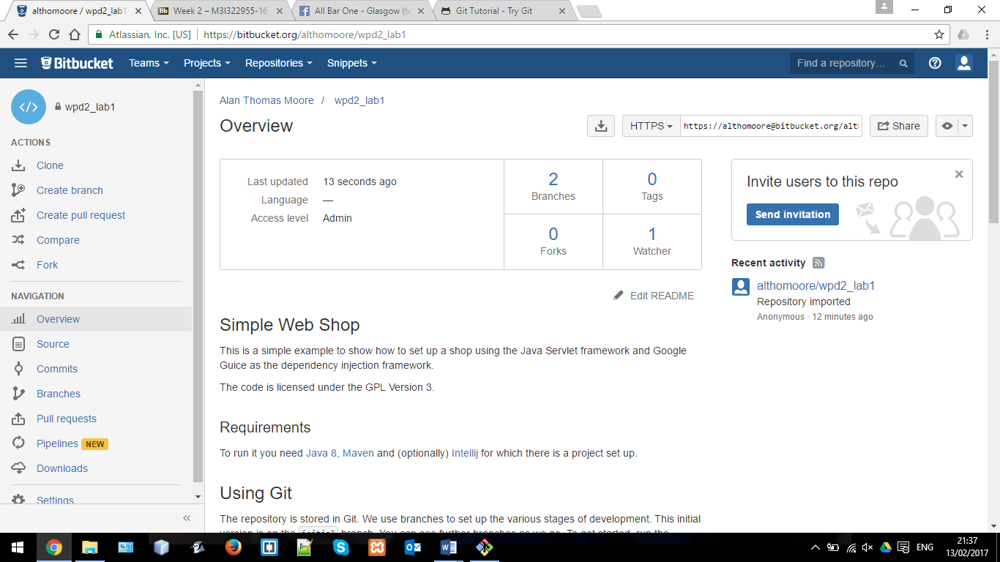 althomoore / wpd2_lab1
Week 2 – M3I322955-16-
All Bar One - Glasgow (te
Git Tutorial - Try Git
Atlassian, Inc. [US]
https://bitbucket.org/althomoore/wpd2_lab1
Bitbucket
Teams
Projects
Repositories
Snippets
Find a repository…
wpd2_lab1
ACTIONS
Clone
Create branch
Create pull request
Compare
Fork
NAVIGATION
Overview
Source
Commits
Branches
Pull requests
Pipelines NEW
Downloads
Settings
Alan Thomas Moore / wpd2_lab1
Overview
HTTPS
https://althomoore@bitbucket.org/alt
Share
Last updated 13 seconds ago
Language —
Access level Admin
2
Branches
0
Tags
0
Forks
1
Watcher
Edit README
Simple Web Shop
This is a simple example to show how to set up a shop using the Java Servlet framework and Google
Guice as the dependency injection framework.
The code is licensed under the GPL Version 3.
Requirements
To run it you need Java 8, Maven and (optionally) Intellij for which there is a project set up.
Using Git
The repository is stored in Git. We use branches to set up the various stages of development. This initial
version is on the initial branch. You can see further branches as we go. To get started, run the
Invite users to this repo
Send invitation
Recent activity
althomoore/wpd2_lab1
Repository imported
Anonymous · 12 minutes ago
ENG
21:37
13/02/2017